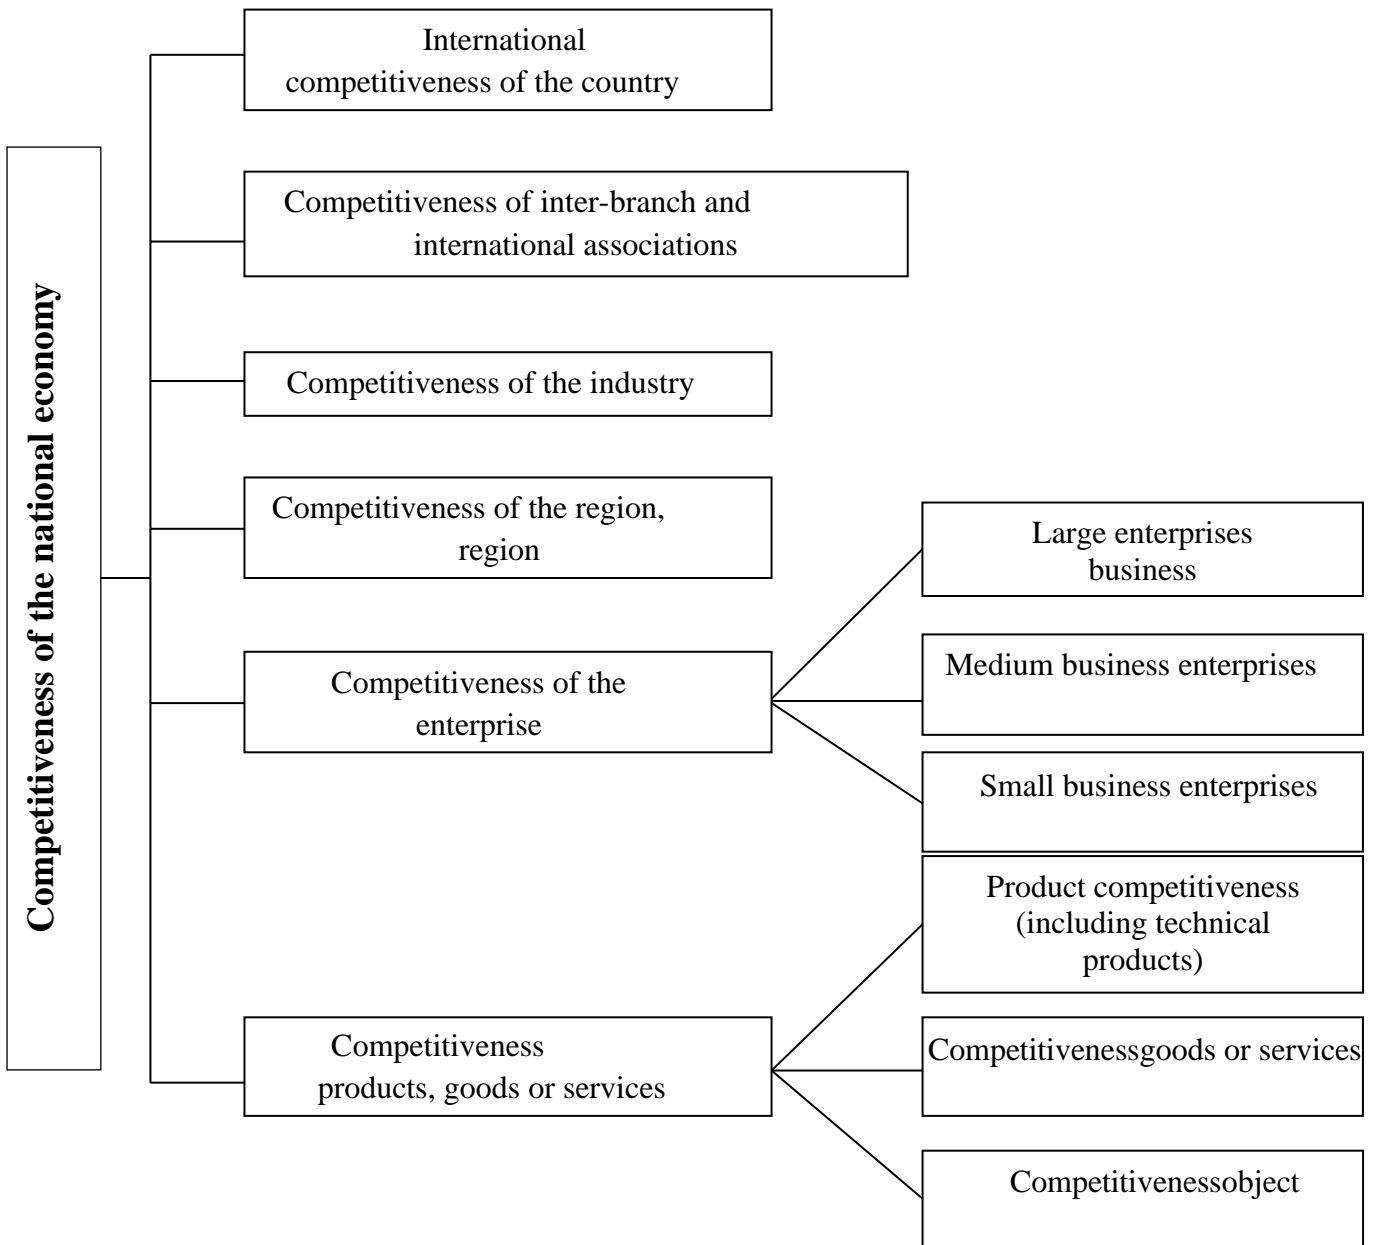 Competitiveness of the national economy
International
competitiveness of the country
Competitiveness of inter-branch and
international associations
Competitiveness of the industry
Competitiveness of the region,
region
Competitiveness of the
enterprise
Large enterprises
business
Medium business enterprises
Small business enterprises
Competitiveness
products, goods or services
Product competitiveness
(including technical
products)
Competitivenessgoods or services
Competitivenessobject